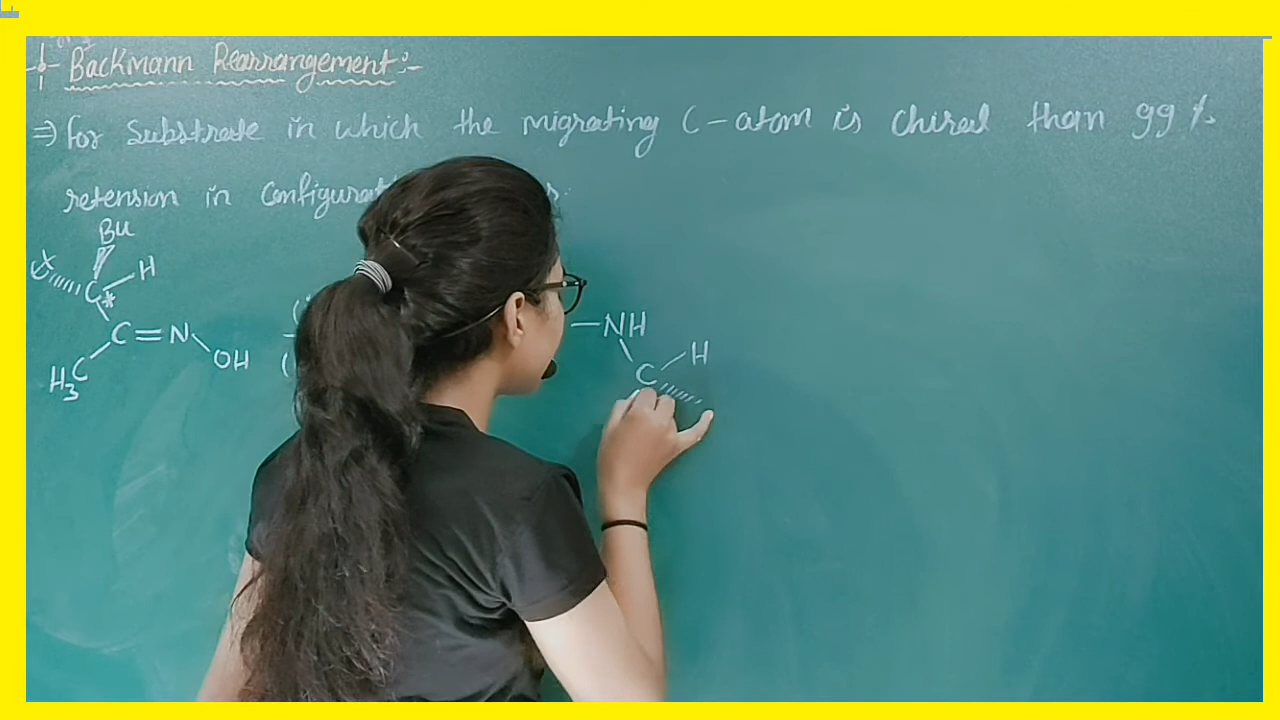 Backmann Rearrangement:-
⇒ For substrate in which the migrating C-atom is chiral than 99 %
retension in configurat
Bu
H
C*
C=N
OH
H3C
-NH
H
C